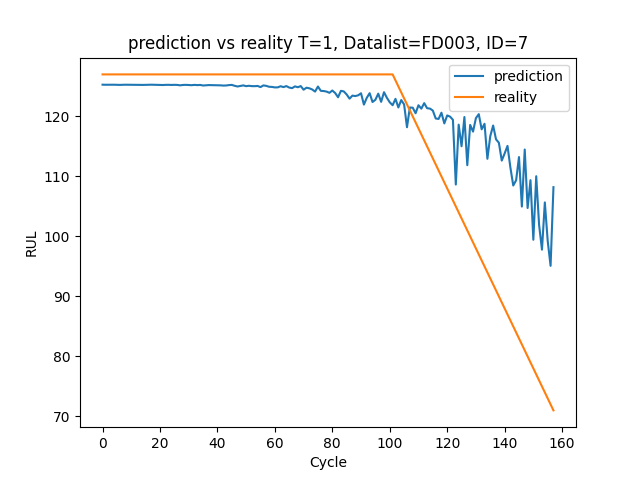 prediction vs reality T=1, Datalist=FD003, ID=7
prediction
reality
RUL
120
110
100
90
80
70
0 20 40 60 80 100 120 140 160
Cycle